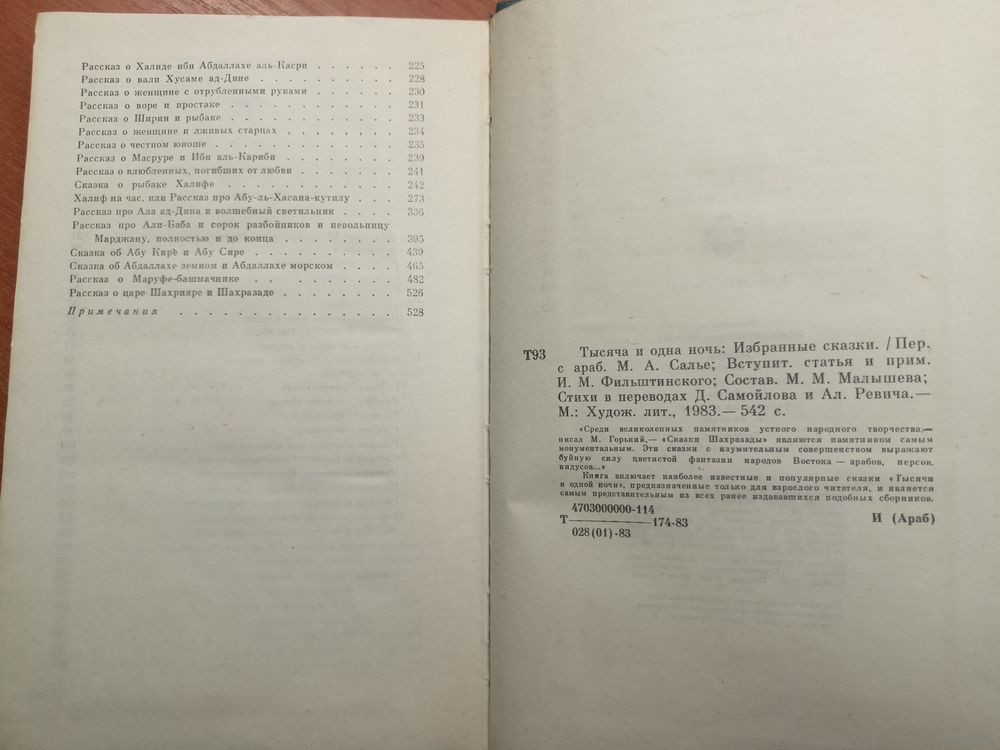 Рассказ о Халиде ибн Абдаллахе аль-Касри . . . . . . 225
Рассказ о вали Хусаме ад-Дине . . . . . . . . . . 228
Рассказ о женщине с отрубленными руками . . . . . . 230
Рассказ о воре и простаке . . . . . . . . . . . . 231
Рассказ о Ширин и рыбаке . . . . . . . . . . . . 233
Рассказ о женщине и лживых старцах . . . . . . . . 234
Рассказ о честном юноше . . . . . . . . . . . . . 235
Рассказ о Масруре и Ибн аль-Кариби . . . . . . . . 239
Рассказ о влюбленных, погибших от любви . . . . . . . 241
Сказка о рыбаке Халифе . . . . . . . . . . . . 242
Халиф на час, или Рассказ про Абу-ль-Хасана-кутилу . . . 273
Рассказ про Ала ад-Дина и волшебный светильник . . . . 336
Рассказ про Али-Баба и сорок разбойников и невольницу
Марджану, полностью и до конца . . . . . . . . 395
Сказка об Абу Кире и Абу Сире . . . . . . . . . . 439
Сказка об Абдаллахе земном и Абдаллахе морском . . . . 465
Рассказ о Маруфе-башмачнике . . . . . . . . . . 482
Рассказ о царе Шахрияре и Шахразаде . . . . . . . . 526
Примечания . . . . . . . . . . . . . . . 528
Т93
Тысяча и одна ночь: Избранные сказки. / Пер.
с араб. М. А. Салье; Вступит. статья и прим.
И. М. Фильштинского; Состав. М. М. Малышева;
Стихи в переводах Д. Самойлова и Ал. Ревича.—
М.: Худож. лит., 1983.— 542 с.
«Среди великолепных памятников устного народного творчества,—
писал М. Горький,— «Сказки Шахразады» являются памятником самым
монументальным. Эти сказки с изумительным совершенством выражают
буйную силу цветистой фантазии народов Востока — арабов, персов,
индусов...»
Книга включает наиболее известные и популярные сказки «Тысячи
и одной ночи», предназначенные только для взрослого читателя, и является
самым представительным из всех ранее издававшихся подобных сборников.
4703000000-114
Т————174-83
028(01)-83
И (Араб)